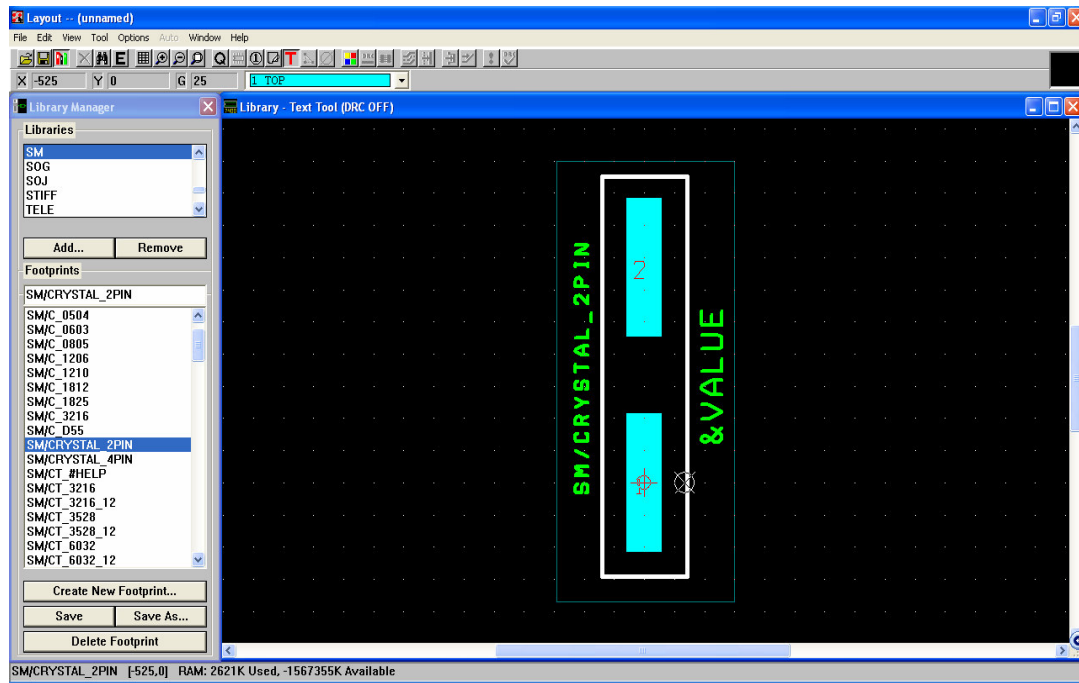 Layout -- (unnamed)
File Edit View Tool Options Auto Window Help
X -525 Y 0 G 25 1 TOP
Library Manager
Libraries
SM
SOG
SOJ
STIFF
TELE
Add... Remove
Footprints
SM/CRYSTAL_2PIN
SM/C_0504
SM/C_0603
SM/C_0805
SM/C_1206
SM/C_1210
SM/C_1812
SM/C_1825
SM/C_3216
SM/C_D55
SM/CRYSTAL_2PIN
SM/CRYSTAL_4PIN
SM/CT_#HELP
SM/CT_3216
SM/CT_3216_12
SM/CT_3528
SM/CT_3528_12
SM/CT_6032
SM/CT_6032_12
Create New Footprint...
Save Save As...
Delete Footprint
Library - Text Tool (DRC OFF)
SM/CRYSTAL_2PIN
2
&VALUE
SM/CRYSTAL_2PIN [-525,0] RAM: 2621K Used, -1567355K Available